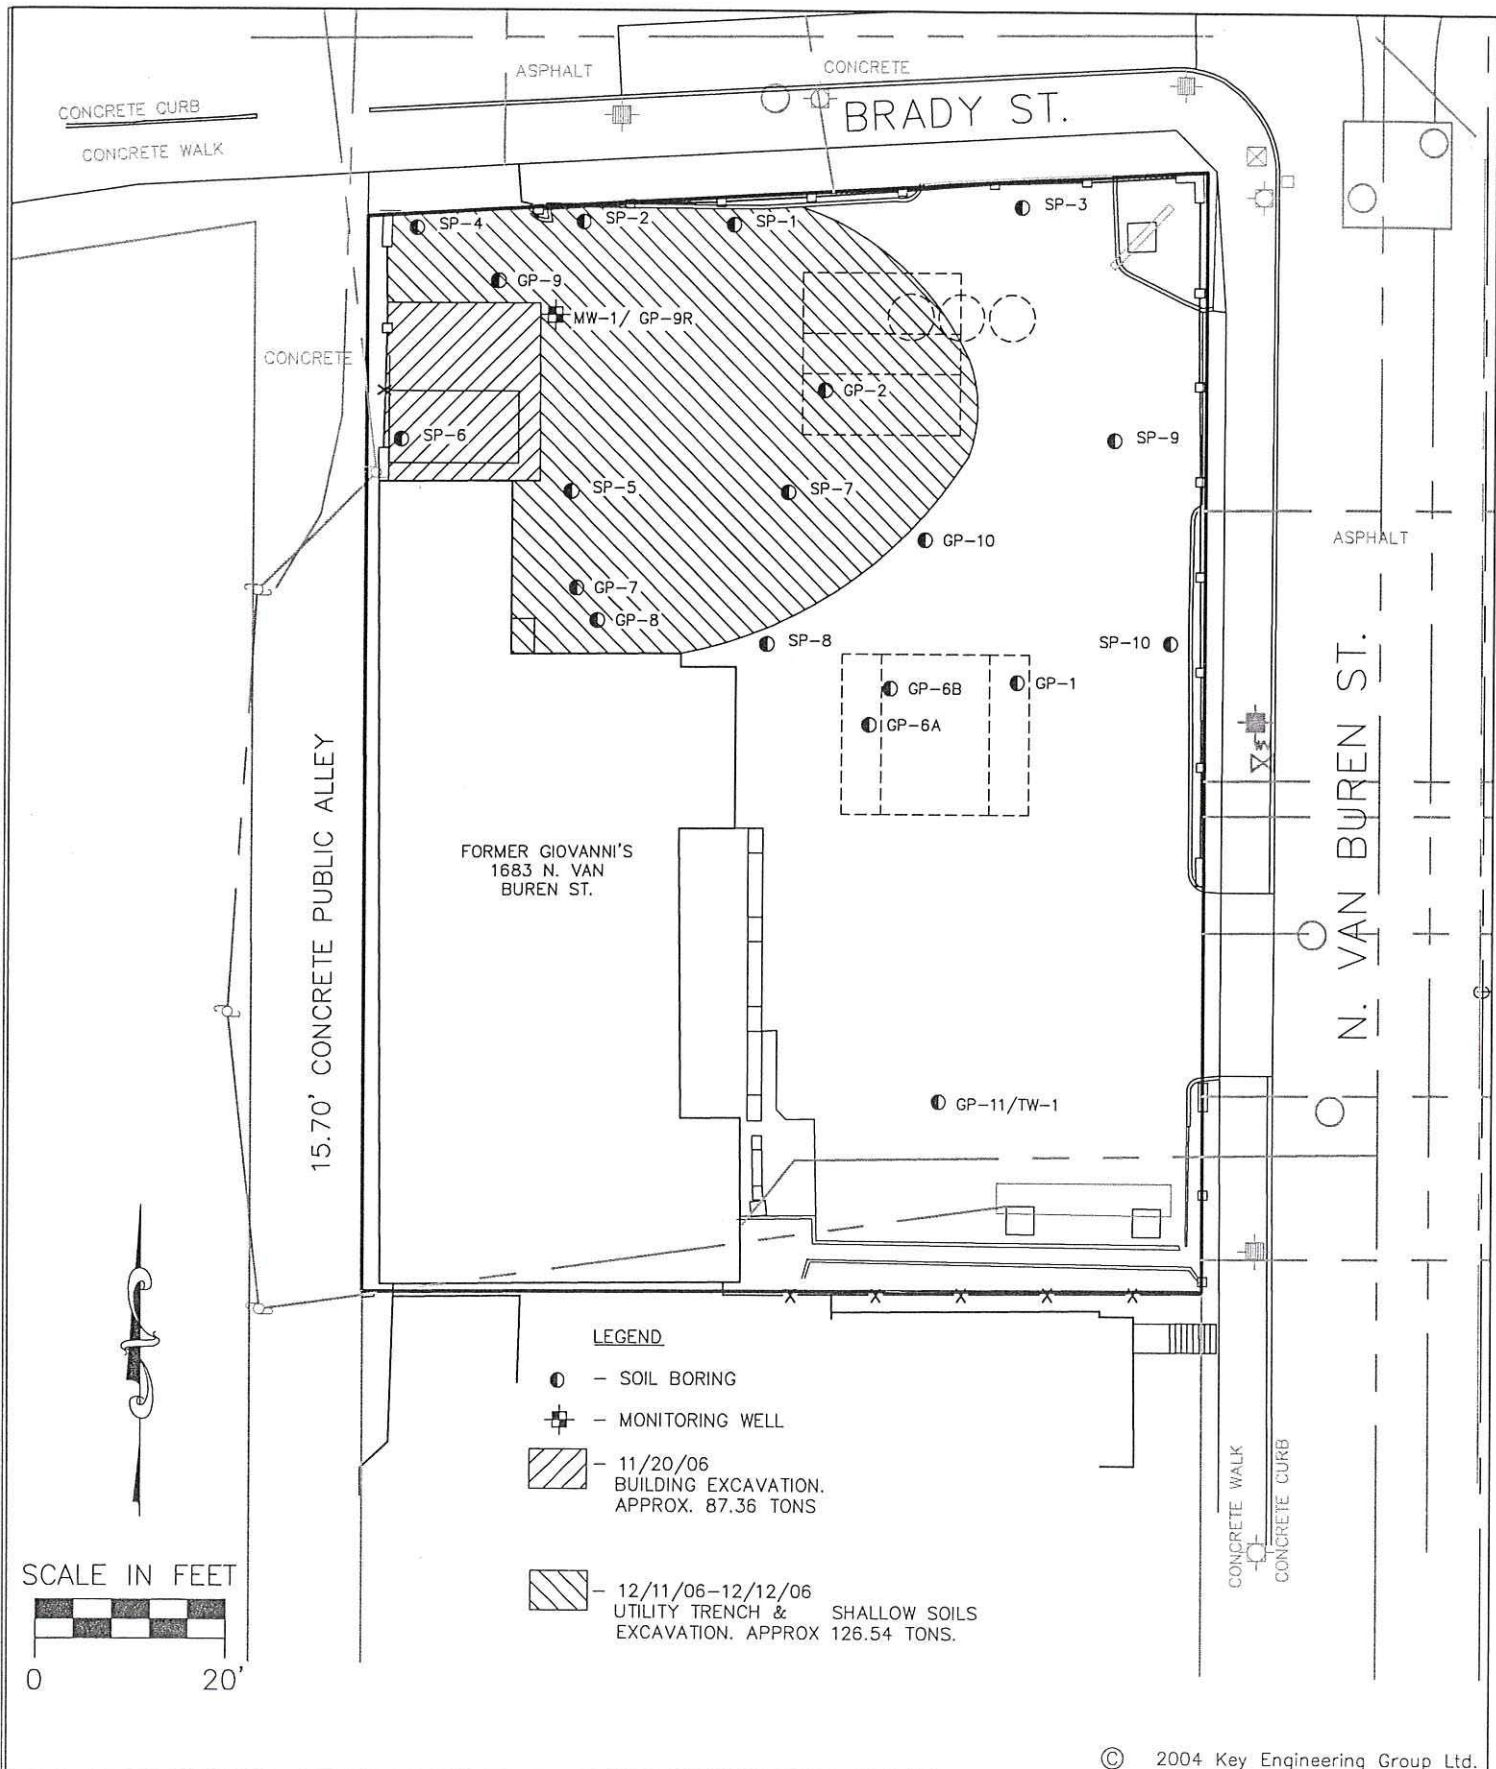 ASPHALT
CONCRETE
CONCRETE CURB
BRADY ST.
CONCRETE WALK
SP-3
SP-4
SP-2
SP-1
GP-9
MW-1/ GP-9R
CONCRETE
GP-2
SP-6
SP-9
SP-5
SP-7
GP-10
ASPHALT
GP-7
GP-8
SP-8
SP-10
GP-6B
GP-1
GP-6A
N. VAN BUREN ST.
W
15.70' CONCRETE PUBLIC ALLEY
FORMER GIOVANNI'S
1683 N. VAN
BUREN ST.
GP-11/TW-1
LEGEND
- SOIL BORING
- MONITORING WELL
- 11/20/06
BUILDING EXCAVATION.
APPROX. 87.36 TONS
CONCRETE WALK
CONCRETE CURB
SCALE IN FEET
0 20'
- 12/11/06-12/12/06
UTILITY TRENCH & SHALLOW SOILS
EXCAVATION. APPROX 126.54 TONS.
© 2004 Key Engineering Group Ltd.